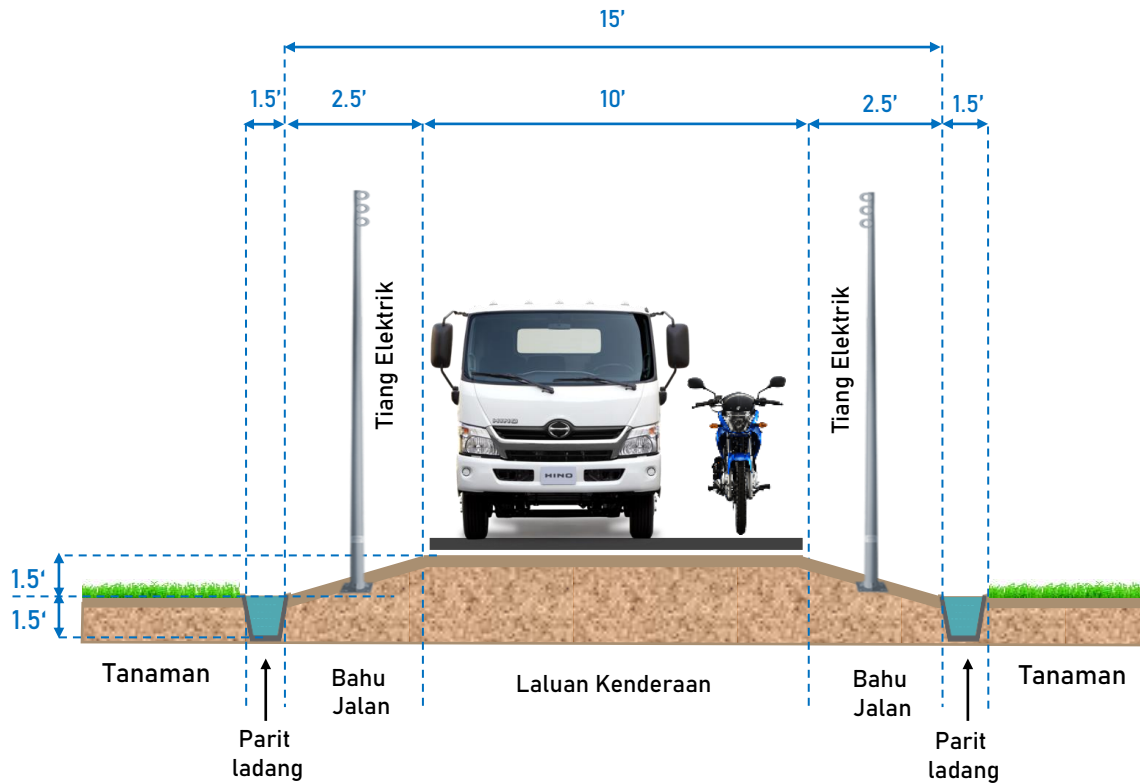 15’
1.5’
2.5’
10’
2.5’
1.5’
Tiang Elektrik
Tiang Elektrik
HINO
HINO
1.5‘
1.5‘
Tanaman
Bahu
Jalan
Laluan Kenderaan
Bahu
Jalan
Tanaman
Parit
ladang
Parit
ladang